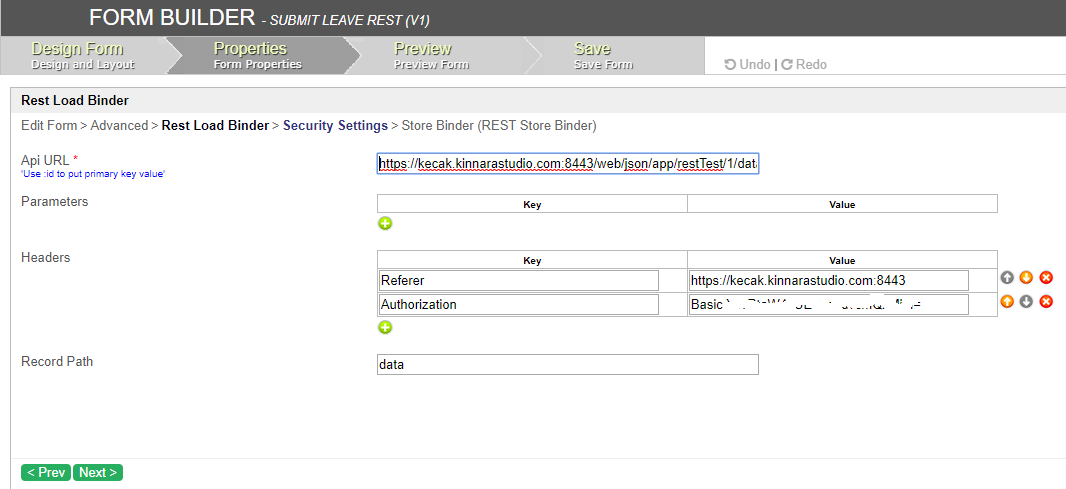 FORM BUILDER - SUBMIT LEAVE REST (V1)
Design Form
Design and Layout
Properties
Form Properties
Preview
Preview Form
Save
Save Form
Undo | Redo
Rest Load Binder
Edit Form > Advanced > Rest Load Binder > Security Settings > Store Binder (REST Store Binder)
Api URL *
'Use :id to put primary key value'
https://kecak.kinnarastudio.com:8443/web/json/app/restTest/1/data
Parameters
Key Value
Headers
Key Value
Referer https://kecak.kinnarastudio.com:8443
Authorization Basic
Record Path data
< Prev Next >